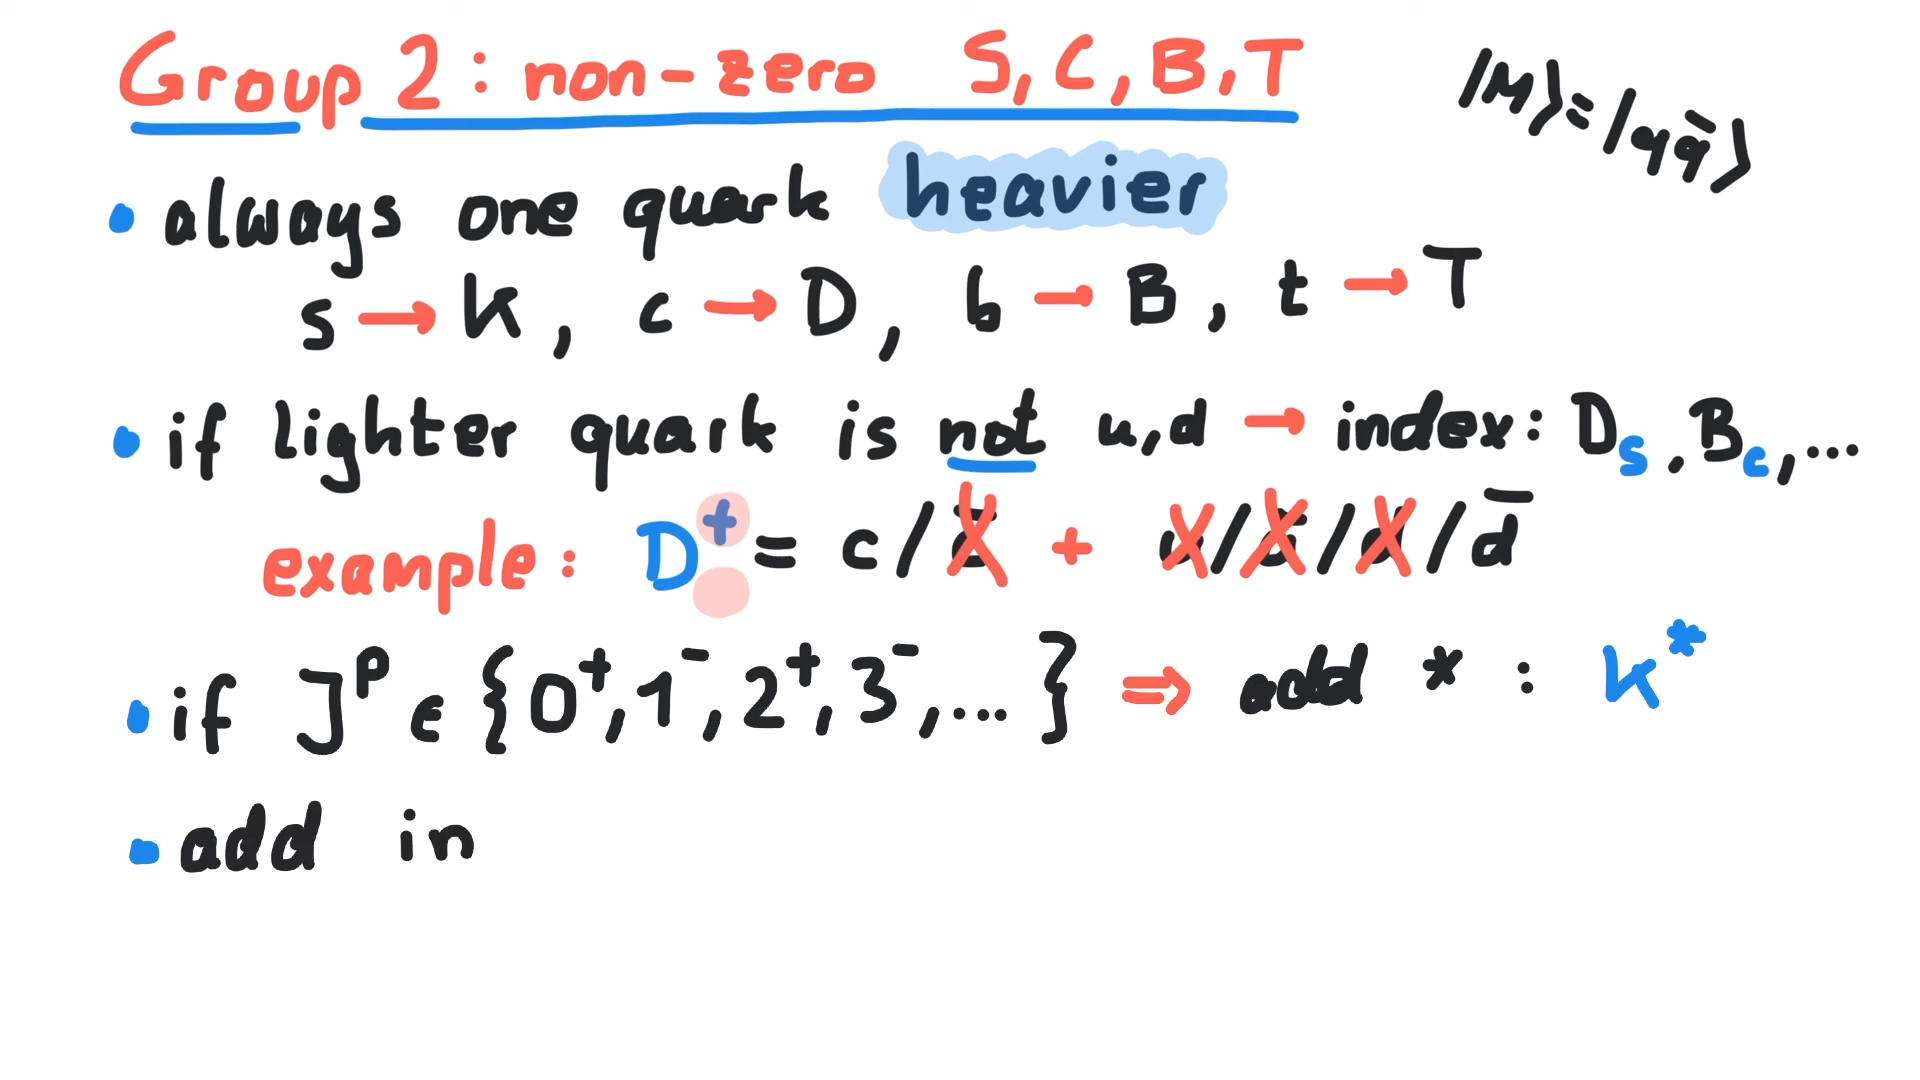 Group 2: non-zero S, C, B, T
|M⟩=|qq̄⟩
• always one quark heavier
s → K, c → D, b → B, t → T
• if lighter quark is not u,d → index: Ds, Bc, ...
example: D⁺ = c/c̄ + u/ū/d/d̄
• if Jᴾ ∈ {0⁺, 1⁻, 2⁺, 3⁻, ...} ⇒ add * : K*
• add in